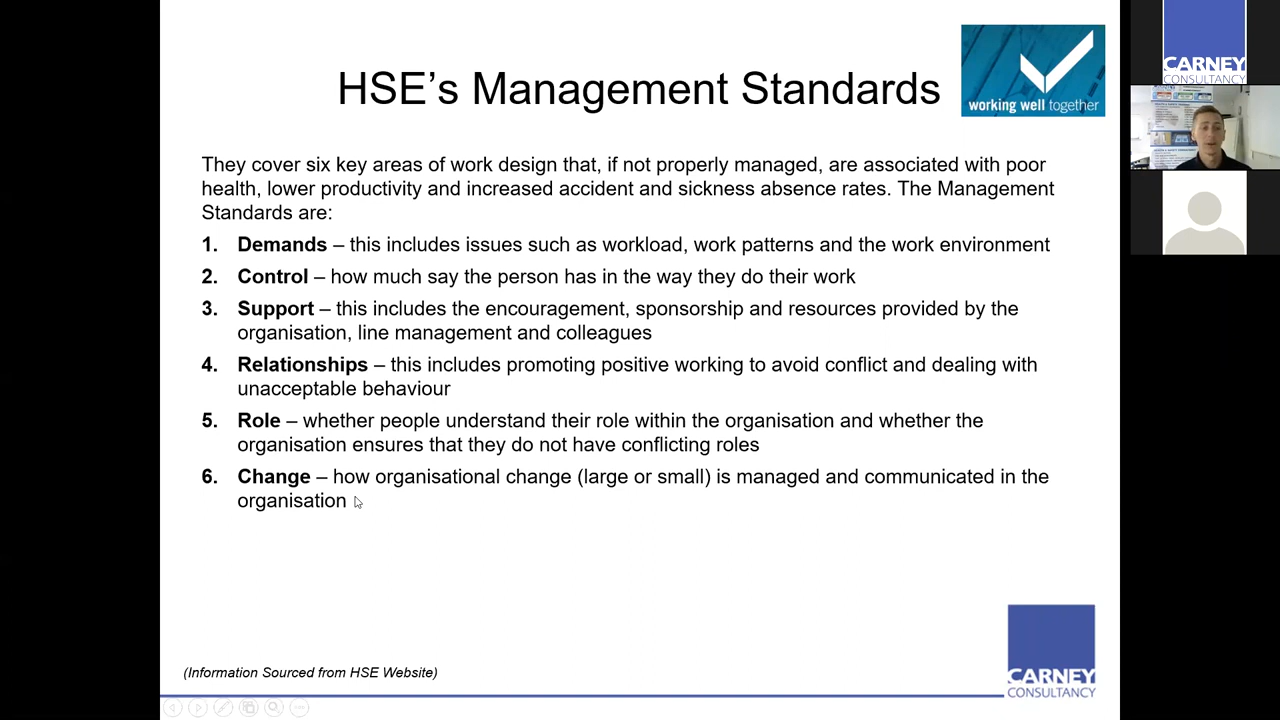 HSE's Management Standards
working well together
They cover six key areas of work design that, if not properly managed, are associated with poor
health, lower productivity and increased accident and sickness absence rates. The Management
Standards are:
1. Demands – this includes issues such as workload, work patterns and the work environment
2. Control – how much say the person has in the way they do their work
3. Support – this includes the encouragement, sponsorship and resources provided by the
organisation, line management and colleagues
4. Relationships – this includes promoting positive working to avoid conflict and dealing with
unacceptable behaviour
5. Role – whether people understand their role within the organisation and whether the
organisation ensures that they do not have conflicting roles
6. Change – how organisational change (large or small) is managed and communicated in the
organisation
(Information Sourced from HSE Website)
CARNEY
CONSULTANCY
CARNEY
CONSULTANCY